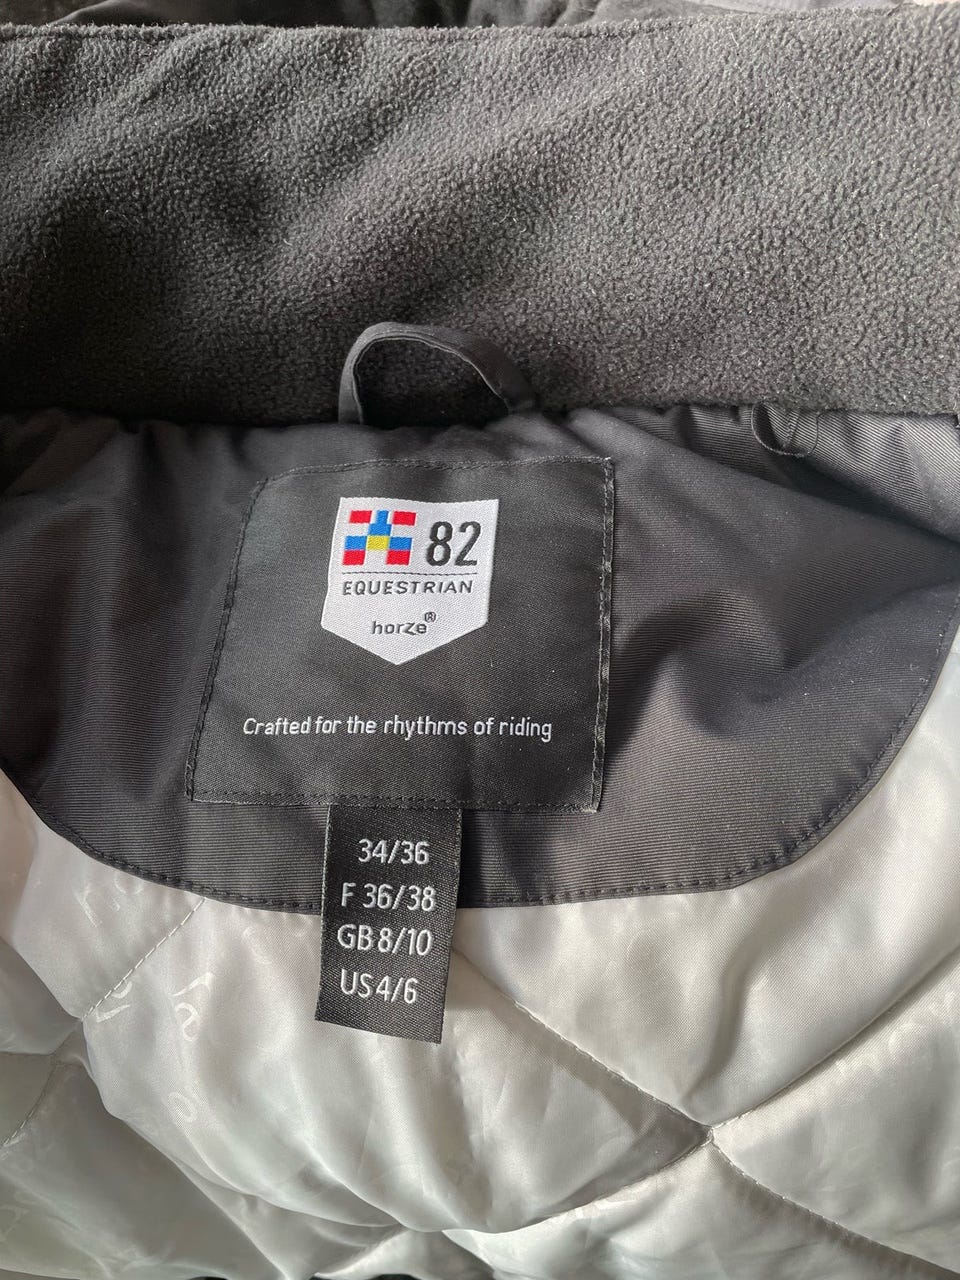 82
EQUESTRIAN
horze®
Crafted for the rhythms of riding
34/36
F 36/38
GB 8/10
US 4/6